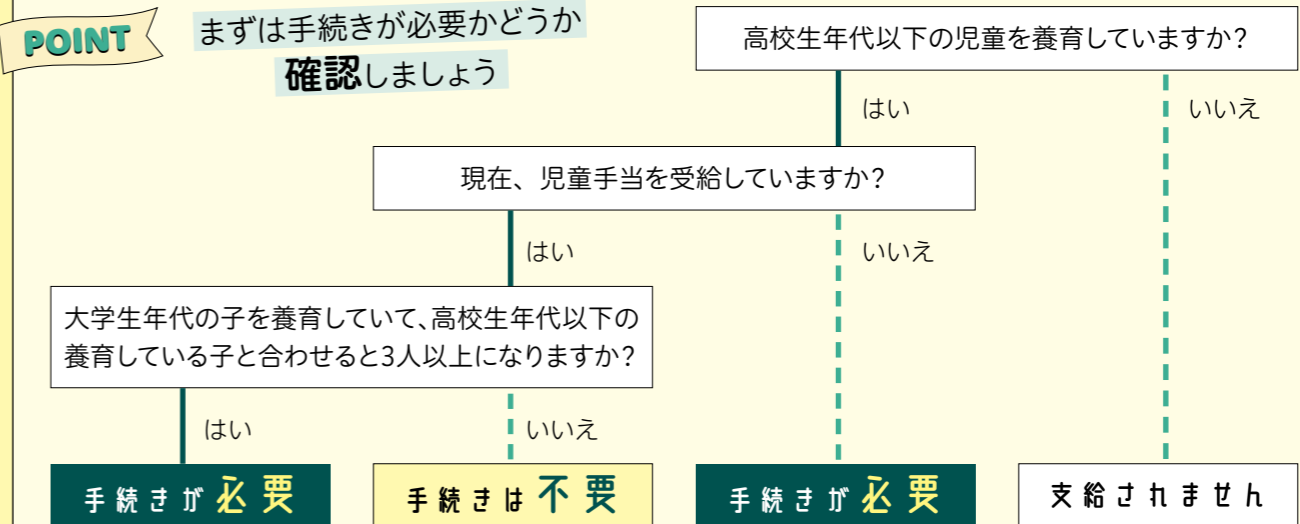 POINT
まずは手続きが必要かどうか
確認しましょう
高校生年代以下の児童を養育していますか？
はい
いいえ
現在、児童手当を受給していますか？
はい
いいえ
大学生年代の子を養育していて、高校生年代以下の
養育している子と合わせると3人以上になりますか？
はい
いいえ
手続きが必要
手続きは不要
手続きが必要
支給されません